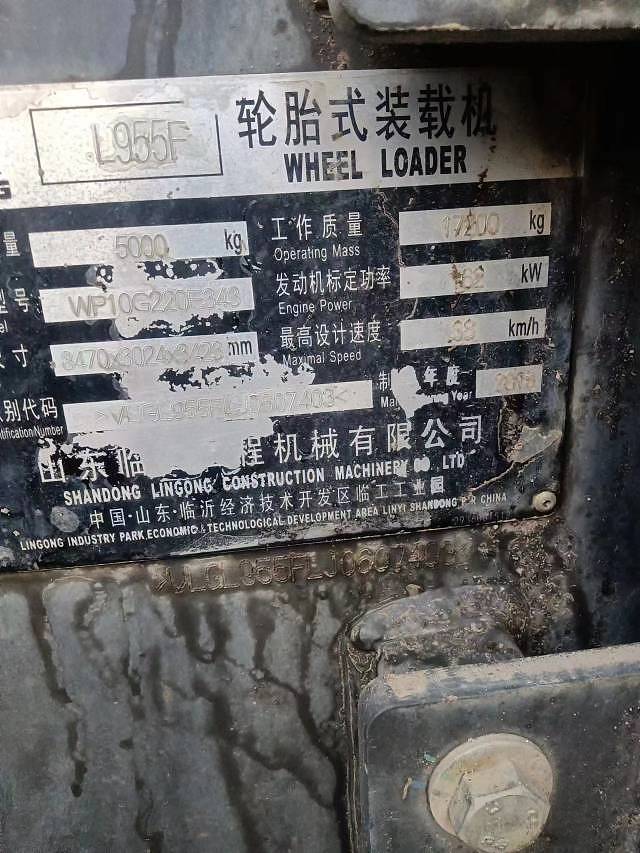 L955F 轮胎式装载机
WHEEL LOADER
G
量 5000 kg 工作质量 17200 kg
Operating Mass
型号 WP10G220E343 发动机标定功率 162 kW
Engine Power
尺寸 mm 最高设计速度 38 km/h
Maximal Speed
别代码 制 年度
Identification Number Year
山东临 程机械有限公司
SHANDONG LINGONG CONSTRUCTION MACHINERY CO LTD
中国·山东·临沂经济技术开发区临工工业园
LINGONG INDUSTRY PARK,ECONOMIC & TECHNOLOGICAL DEVELOPMENT AREA LINYI SHANDONG P.R CHINA